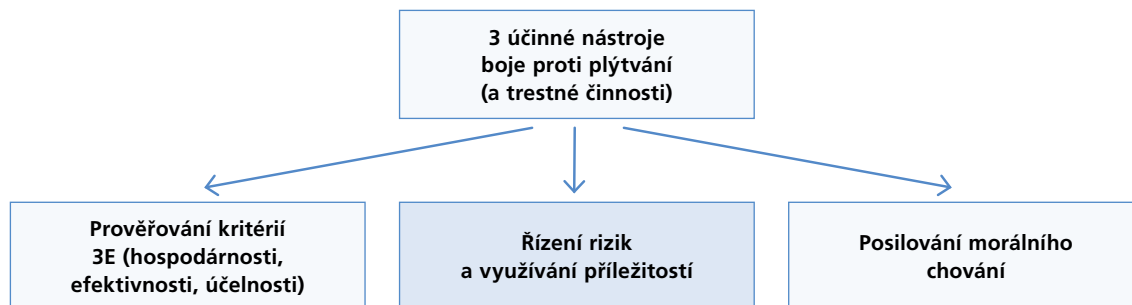 3 účinné nástroje
boje proti plýtvání
(a trestné činnosti)
Prověřování kritérií
3E (hospodárnosti,
efektivnosti, účelnosti)
Řízení rizik
a využívání příležitostí
Posilování morálního
chování